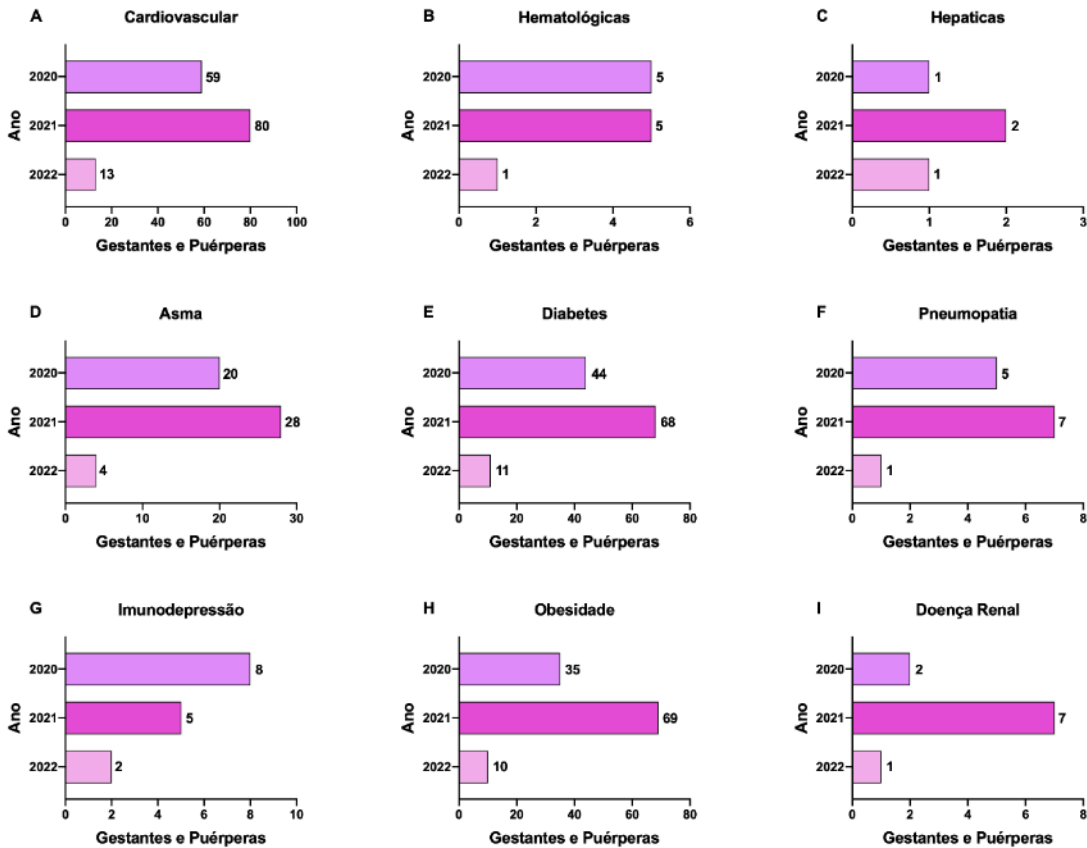 A Cardiovascular
Ano
2020 59
2021 80
2022 13
0 20 40 60 80 100
Gestantes e Puérperas
B Hematológicas
Ano
2020 5
2021 5
2022 1
0 2 4 6
Gestantes e Puérperas
C Hepaticas
Ano
2020 1
2021 2
2022 1
0 1 2 3
Gestantes e Puérperas
D Asma
Ano
2020 20
2021 28
2022 4
0 10 20 30
Gestantes e Puérperas
E Diabetes
Ano
2020 44
2021 68
2022 11
0 20 40 60 80
Gestantes e Puérperas
F Pneumopatia
Ano
2020 5
2021 7
2022 1
0 2 4 6 8
Gestantes e Puérperas
G Imunodepressão
Ano
2020 8
2021 5
2022 2
0 2 4 6 8 10
Gestantes e Puérperas
H Obesidade
Ano
2020 35
2021 69
2022 10
0 20 40 60 80
Gestantes e Puérperas
I Doença Renal
Ano
2020 2
2021 7
2022 1
0 2 4 6 8
Gestantes e Puérperas